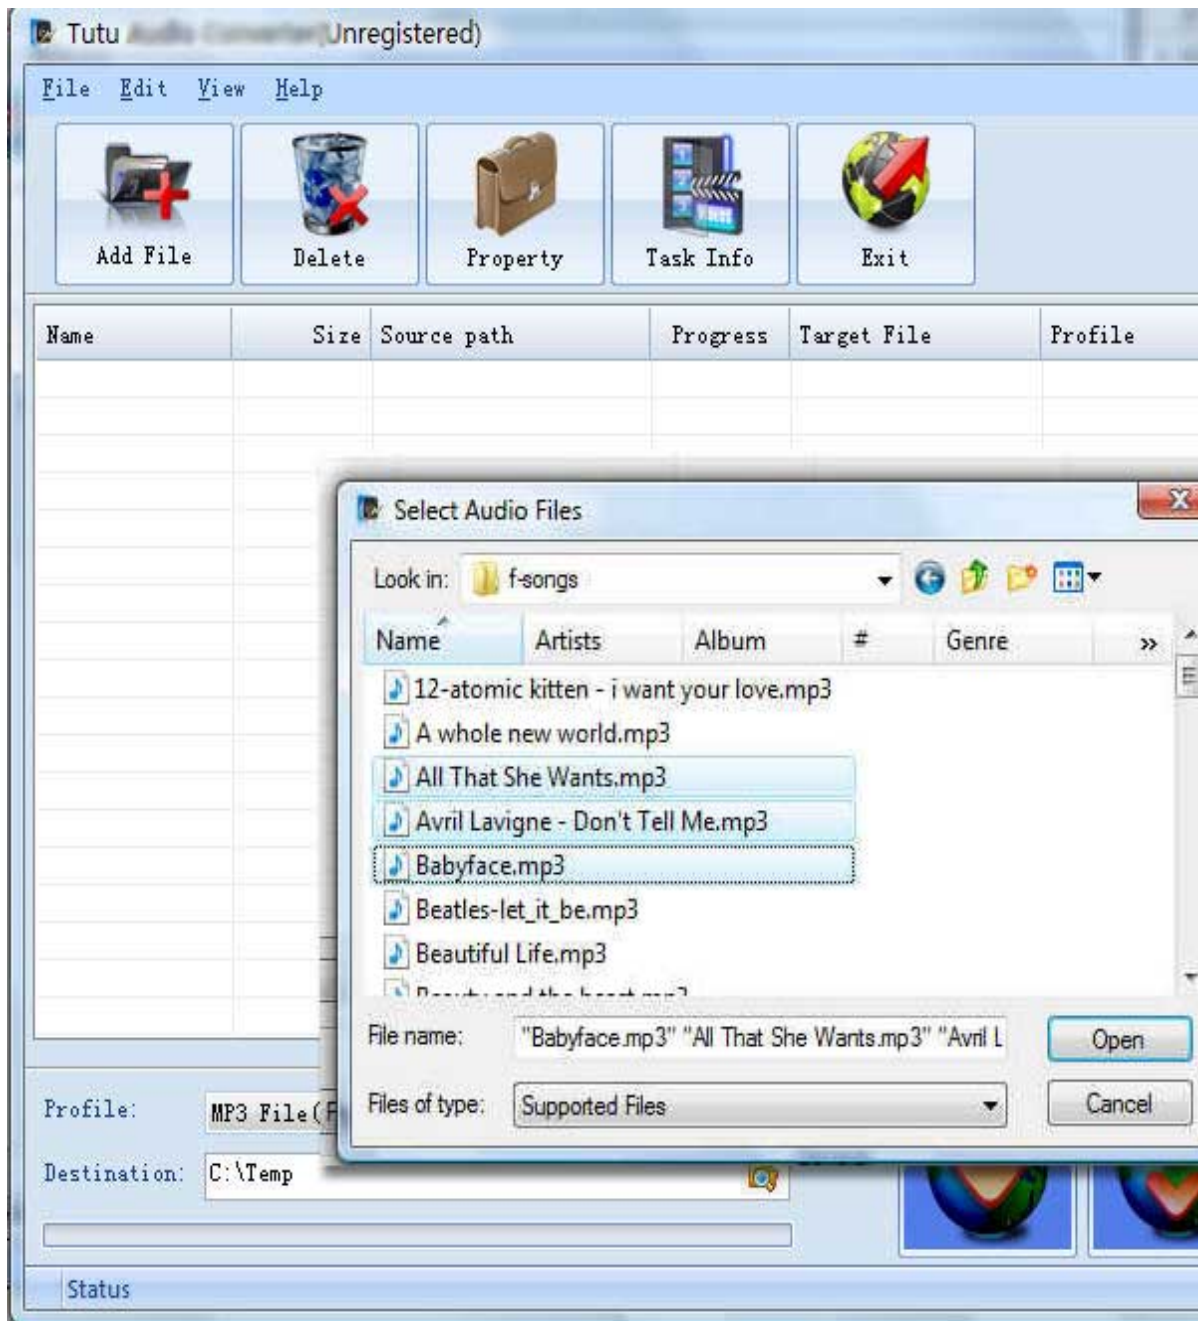 Tutu Audio Converter(Unregistered)
File Edit View Help
Add File Delete Property Task Info Exit
Name Size Source path Progress Target File Profile
Select Audio Files
Look in: f-songs
Name Artists Album # Genre »
12-atomic kitten - i want your love.mp3
A whole new world.mp3
All That She Wants.mp3
Avril Lavigne - Don't Tell Me.mp3
Babyface.mp3
Beatles-let_it_be.mp3
Beautiful Life.mp3
File name: "Babyface.mp3" "All That She Wants.mp3" "Avril L
Open
Files of type: Supported Files
Cancel
Profile: MP3 File(F
Destination: C:\Temp
Status